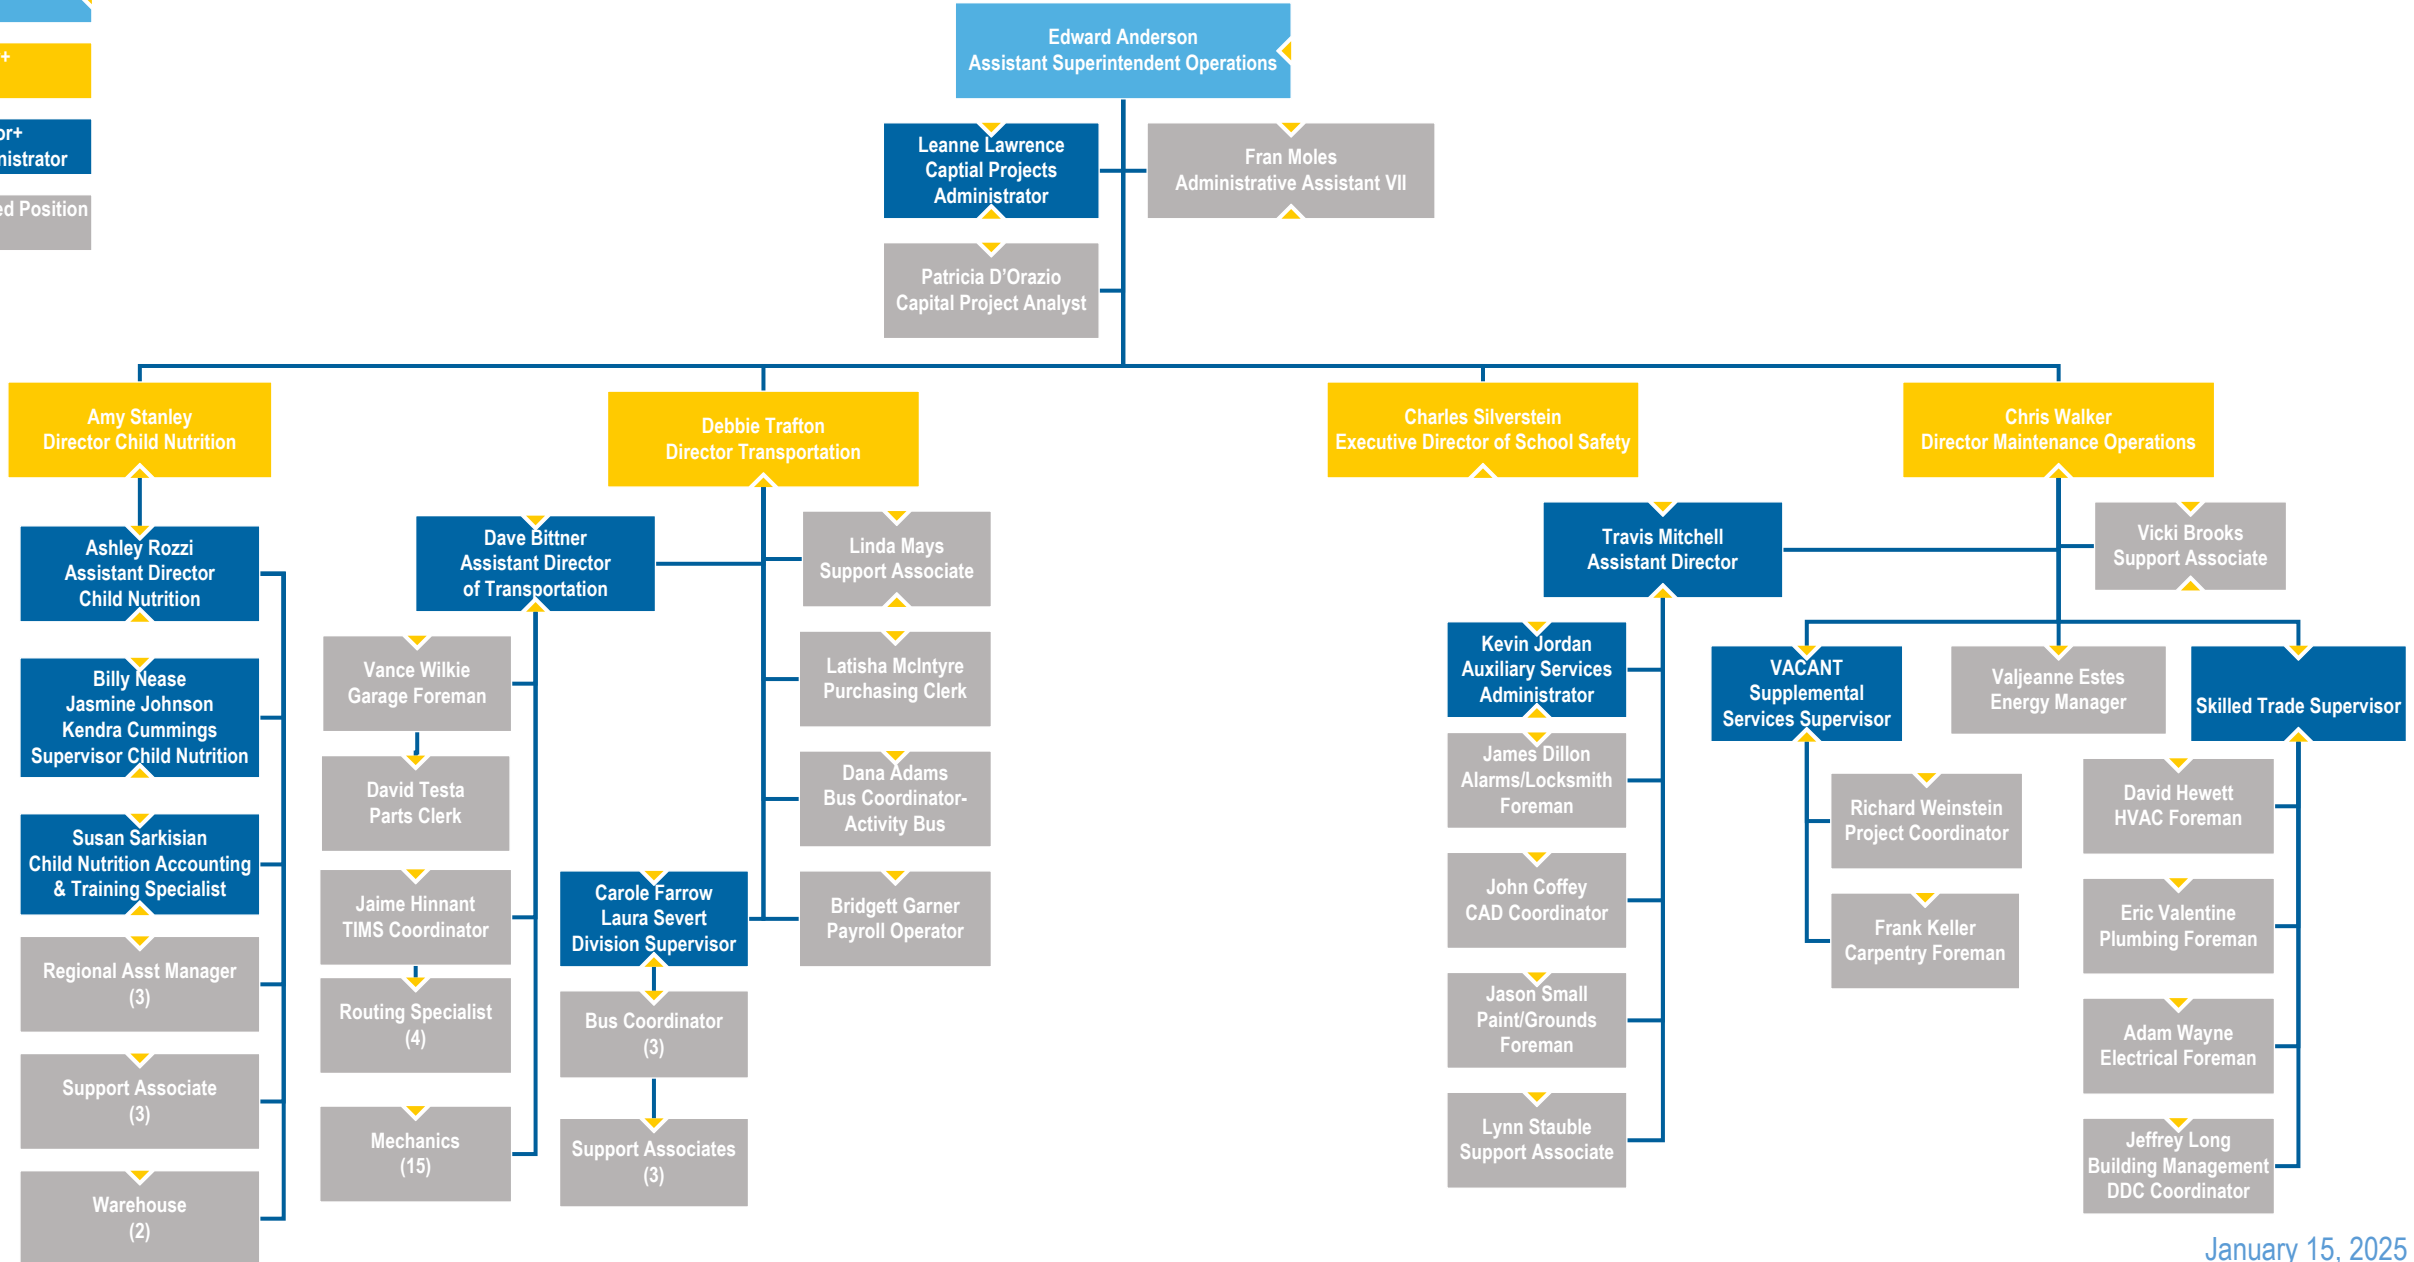 +
or+
nistrator
ed Position
Edward Anderson
Assistant Superintendent Operations
Leanne Lawrence
Captial Projects
Administrator
Fran Moles
Administrative Assistant VII
Patricia D'Orazio
Capital Project Analyst
Amy Stanley
Director Child Nutrition
Debbie Trafton
Director Transportation
Charles Silverstein
Executive Director of School Safety
Chris Walker
Director Maintenance Operations
Ashley Rozzi
Assistant Director
Child Nutrition
Billy Nease
Jasmine Johnson
Kendra Cummings
Supervisor Child Nutrition
Susan Sarkisian
Child Nutrition Accounting
& Training Specialist
Regional Asst Manager
(3)
Support Associate
(3)
Warehouse
(2)
Dave Bittner
Assistant Director
of Transportation
Vance Wilkie
Garage Foreman
David Testa
Parts Clerk
Jaime Hinnant
TIMS Coordinator
Routing Specialist
(4)
Mechanics
(15)
Linda Mays
Support Associate
Latisha McIntyre
Purchasing Clerk
Dana Adams
Bus Coordinator-
Activity Bus
Bridgett Garner
Payroll Operator
Carole Farrow
Laura Severt
Division Supervisor
Bus Coordinator
(3)
Support Associates
(3)
Travis Mitchell
Assistant Director
Kevin Jordan
Auxiliary Services
Administrator
James Dillon
Alarms/Locksmith
Foreman
John Coffey
CAD Coordinator
Jason Small
Paint/Grounds
Foreman
Lynn Stauble
Support Associate
Vicki Brooks
Support Associate
VACANT
Supplemental
Services Supervisor
Richard Weinstein
Project Coordinator
Frank Keller
Carpentry Foreman
Valjeanne Estes
Energy Manager
Skilled Trade Supervisor
David Hewett
HVAC Foreman
Eric Valentine
Plumbing Foreman
Adam Wayne
Electrical Foreman
Jeffrey Long
Building Management
DDC Coordinator
January 15, 2025